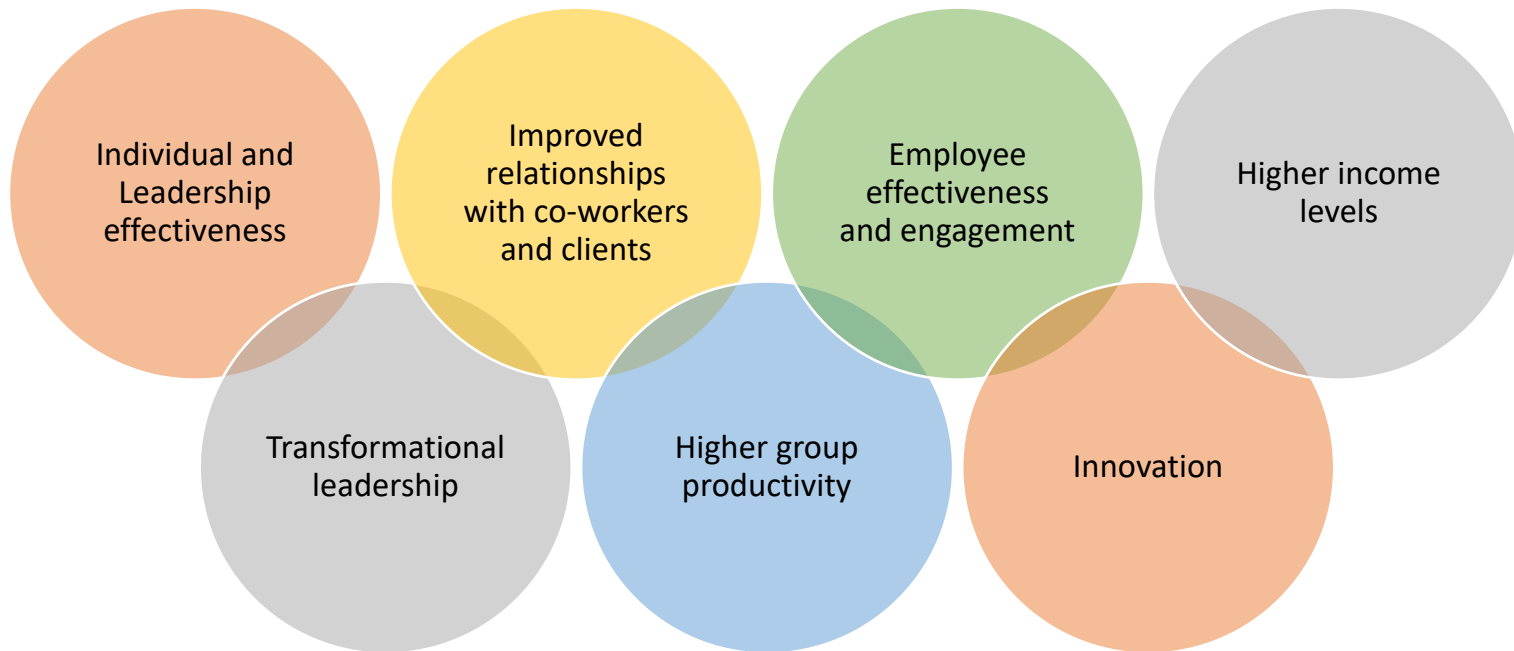 Individual and
Leadership
effectiveness
Transformational
leadership
Improved
relationships
with co-workers
and clients
Higher group
productivity
Employee
effectiveness
and engagement
Innovation
Higher income
levels